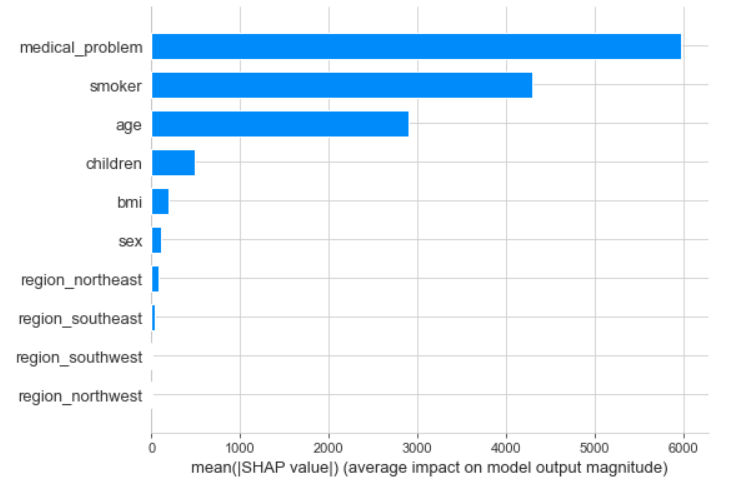 medical_problem
smoker
age
children
bmi
sex
region_northeast
region_southeast
region_southwest
region_northwest
0 1000 2000 3000 4000 5000 6000
mean(|SHAP value|) (average impact on model output magnitude)